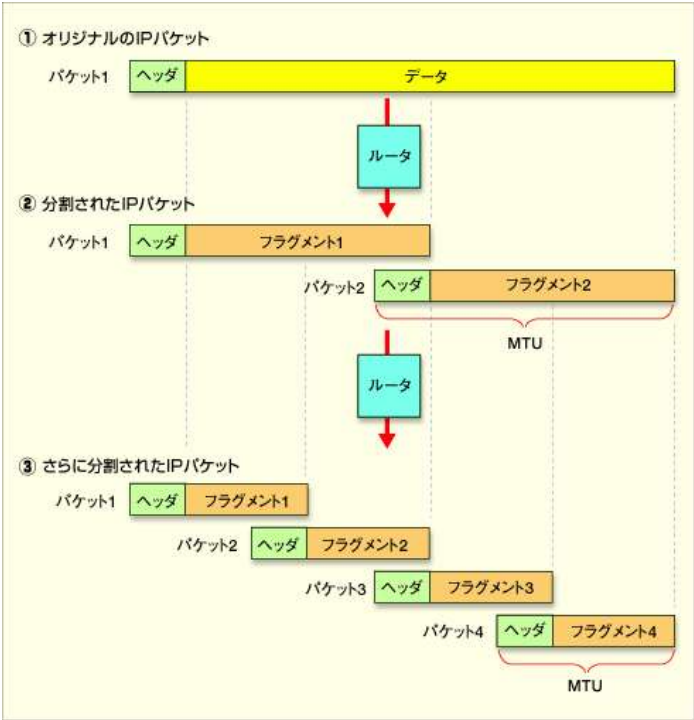 ① オリジナルのIPパケット
パケット1 ヘッダ データ
ルータ
② 分割されたIPパケット
パケット1 ヘッダ フラグメント1
パケット2 ヘッダ フラグメント2
MTU
ルータ
③ さらに分割されたIPパケット
パケット1 ヘッダ フラグメント1
パケット2 ヘッダ フラグメント2
パケット3 ヘッダ フラグメント3
パケット4 ヘッダ フラグメント4
MTU